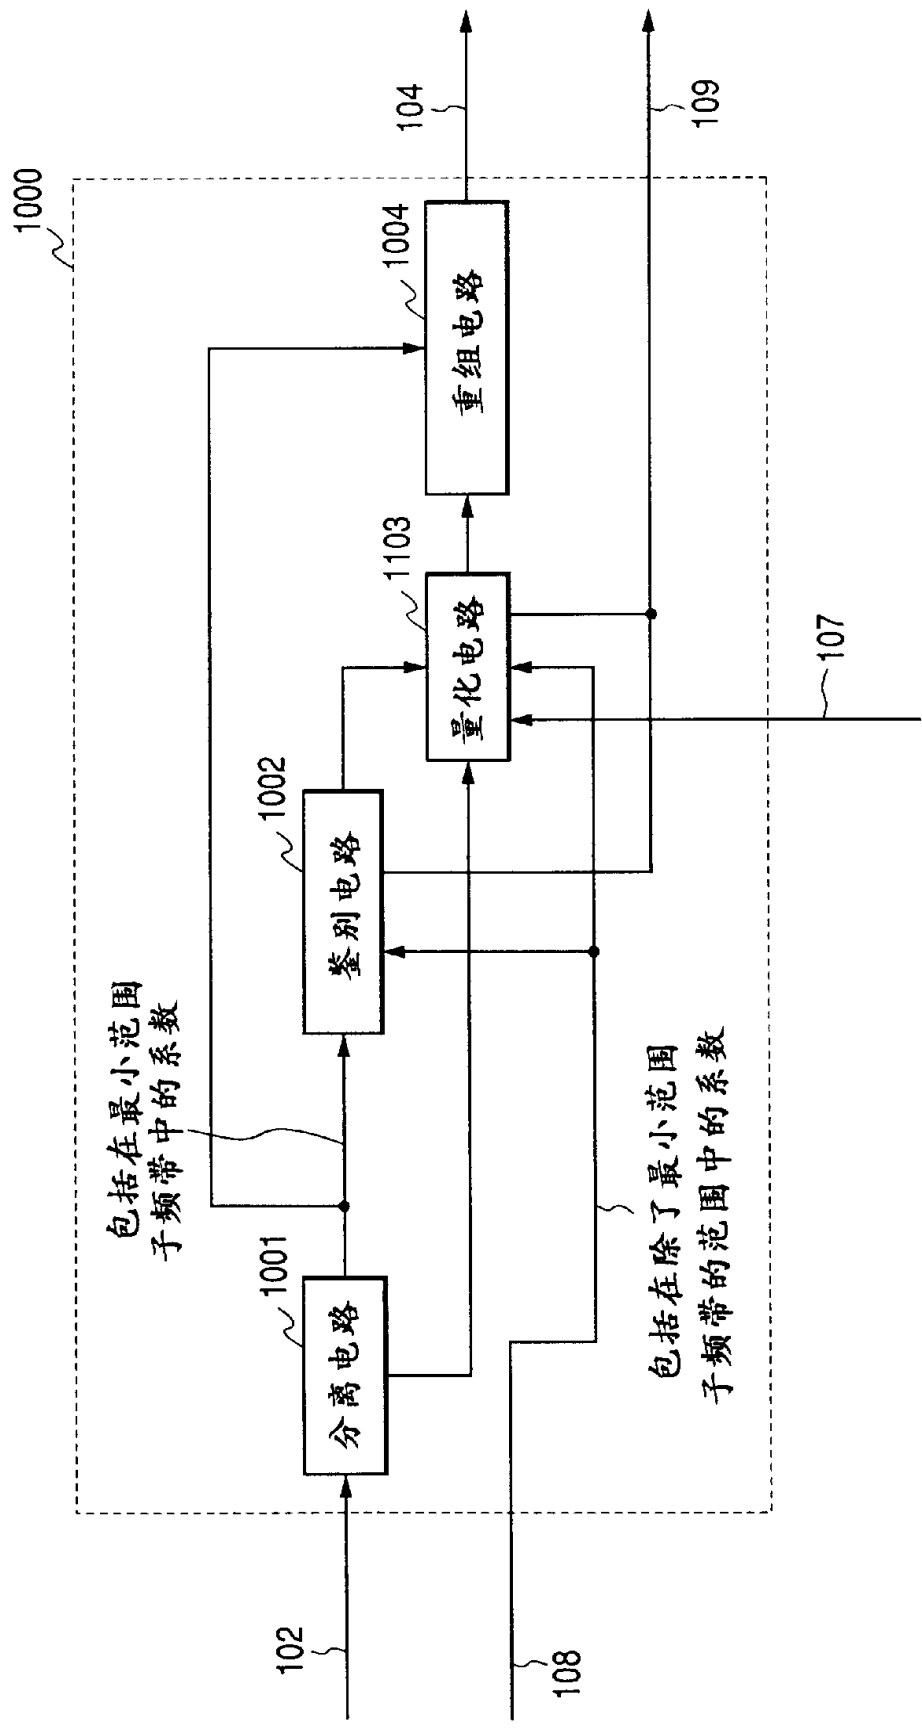 1000
包括在最小范围
子频带中的系数
102
1001
分离电路
1002
鉴别电路
1103
量化电路
1004
重组电路
104
108
包括在除了最小范围
子频带的范围中的系数
107
109